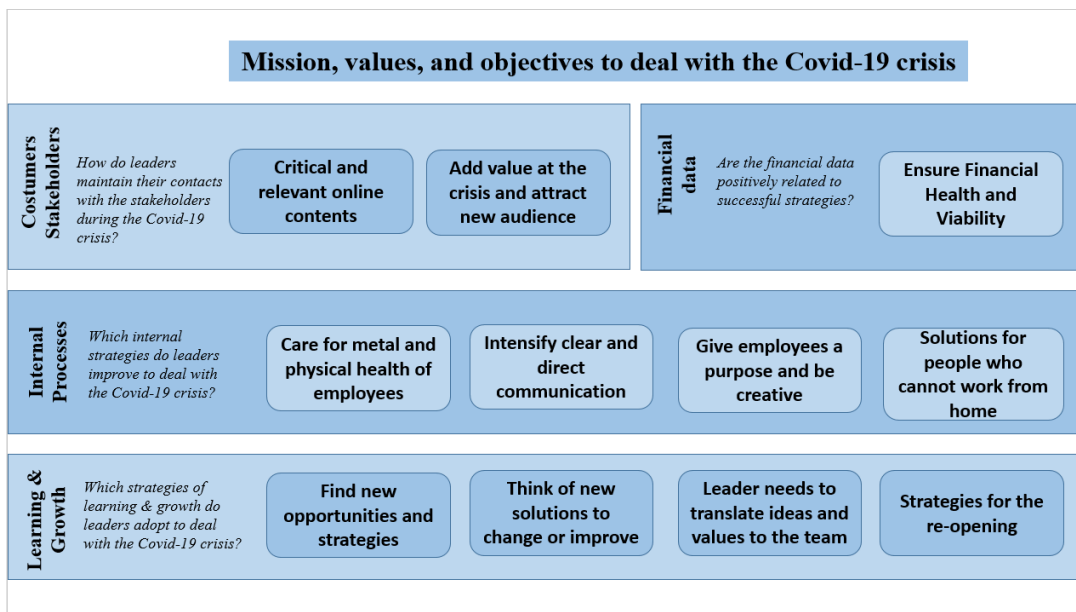 Mission, values, and objectives to deal with the Covid-19 crisis
Costumers
Stakeholders
How do leaders
maintain their contacts
with the stakeholders
during the Covid-19
crisis?
Critical and
relevant online
contents
Add value at the
crisis and attract
new audience
Financial
data
Are the financial data
positively related to
successful strategies?
Ensure Financial
Health and
Viability
Internal
Processes
Which internal
strategies do leaders
improve to deal with
the Covid-19 crisis?
Care for metal and
physical health of
employees
Intensify clear and
direct
communication
Give employees a
purpose and be
creative
Solutions for
people who
cannot work from
home
Learning &
Growth
Which strategies of
learning & growth do
leaders adopt to deal
with the Covid-19 crisis?
Find new
opportunities and
strategies
Think of new
solutions to
change or improve
Leader needs to
translate ideas and
values to the team
Strategies for the
re-opening